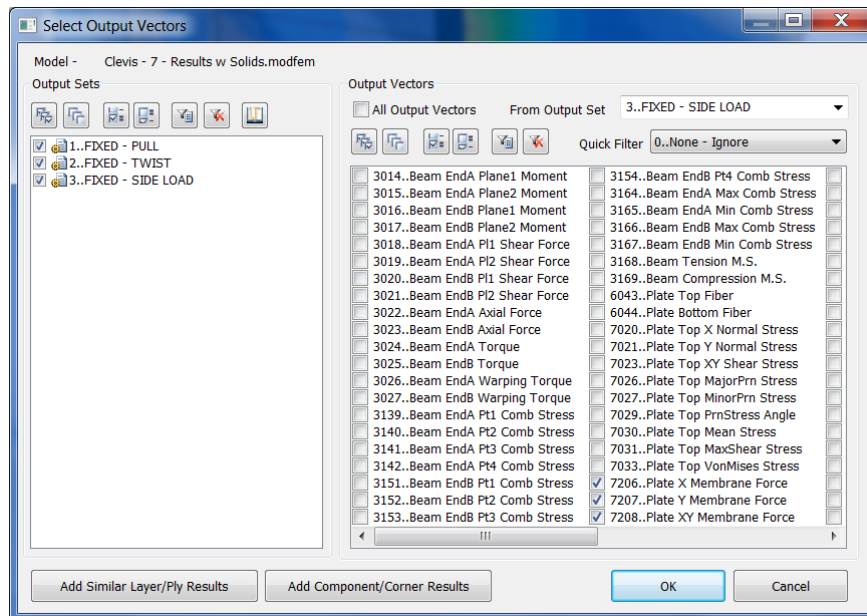 Select Output Vectors
Model - Clevis - 7 - Results w Solids.modfem
Output Sets
1..FIXED - PULL
2..FIXED - TWIST
3..FIXED - SIDE LOAD
Output Vectors
All Output Vectors From Output Set 3..FIXED - SIDE LOAD
Quick Filter 0..None - Ignore
3014..Beam EndA Plane1 Moment
3015..Beam EndA Plane2 Moment
3016..Beam EndB Plane1 Moment
3017..Beam EndB Plane2 Moment
3018..Beam EndA Pl1 Shear Force
3019..Beam EndA Pl2 Shear Force
3020..Beam EndB Pl1 Shear Force
3021..Beam EndB Pl2 Shear Force
3022..Beam EndA Axial Force
3023..Beam EndB Axial Force
3024..Beam EndA Torque
3025..Beam EndB Torque
3026..Beam EndA Warping Torque
3027..Beam EndB Warping Torque
3139..Beam EndA Pt1 Comb Stress
3140..Beam EndA Pt2 Comb Stress
3141..Beam EndA Pt3 Comb Stress
3142..Beam EndA Pt4 Comb Stress
3151..Beam EndB Pt1 Comb Stress
3152..Beam EndB Pt2 Comb Stress
3153..Beam EndB Pt3 Comb Stress
3154..Beam EndB Pt4 Comb Stress
3164..Beam EndA Max Comb Stress
3165..Beam EndA Min Comb Stress
3166..Beam EndB Max Comb Stress
3167..Beam EndB Min Comb Stress
3168..Beam Tension M.S.
3169..Beam Compression M.S.
6043..Plate Top Fiber
6044..Plate Bottom Fiber
7020..Plate Top X Normal Stress
7021..Plate Top Y Normal Stress
7023..Plate Top XY Shear Stress
7026..Plate Top MajorPrn Stress
7027..Plate Top MinorPrn Stress
7029..Plate Top PrnStress Angle
7030..Plate Top Mean Stress
7031..Plate Top MaxShear Stress
7033..Plate Top VonMises Stress
7206..Plate X Membrane Force
7207..Plate Y Membrane Force
7208..Plate XY Membrane Force
Add Similar Layer/Ply Results
Add Component/Corner Results
OK
Cancel